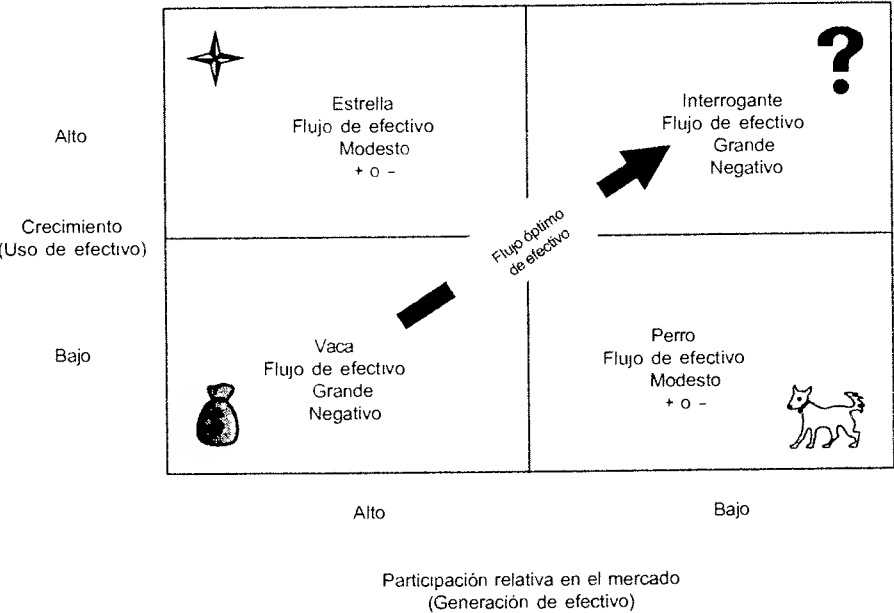 ?
Estrella
Flujo de efectivo
Modesto
+ o -
Interrogante
Flujo de efectivo
Grande
Negativo
Alto
Crecimiento
(Uso de efectivo)
Flujo óptimo
de efectivo
Bajo
Vaca
Flujo de efectivo
Grande
Negativo
Perro
Flujo de efectivo
Modesto
+ o -
Alto
Bajo
Participación relativa en el mercado
(Generación de efectivo)